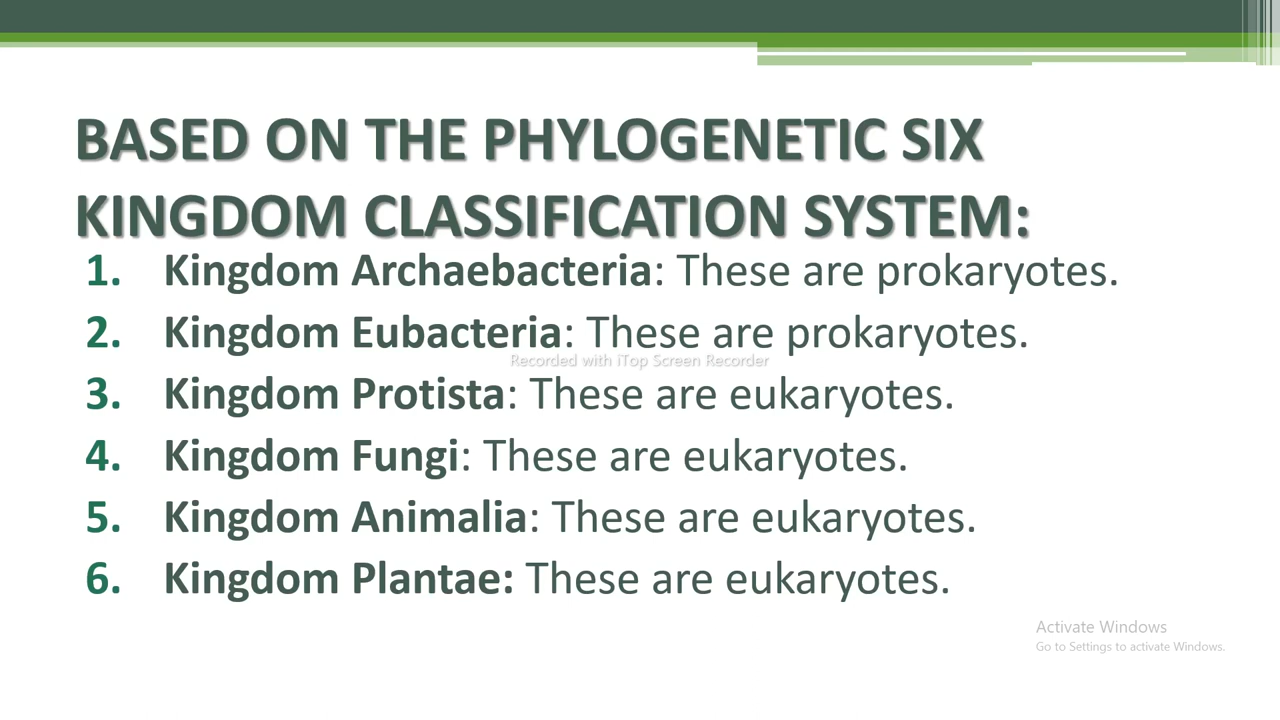 BASED ON THE PHYLOGENETIC SIX
KINGDOM CLASSIFICATION SYSTEM:
1. Kingdom Archaebacteria: These are prokaryotes.
2. Kingdom Eubacteria: These are prokaryotes.
Recorded with iTop Screen Recorder
3. Kingdom Protista: These are eukaryotes.
4. Kingdom Fungi: These are eukaryotes.
5. Kingdom Animalia: These are eukaryotes.
6. Kingdom Plantae: These are eukaryotes.
Activate Windows
Go to Settings to activate Windows.